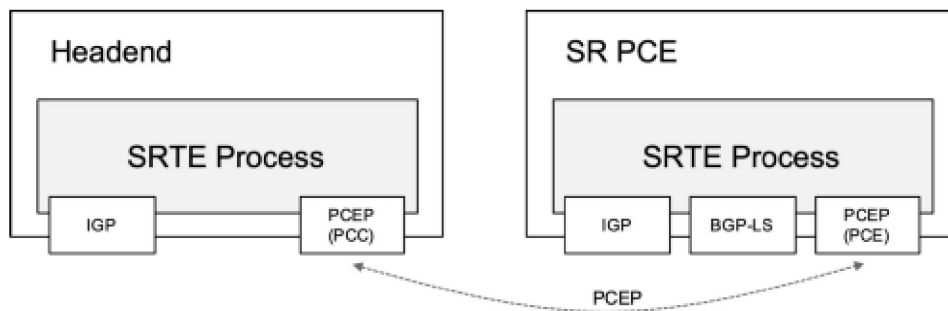 Headend
SRTE Process
IGP
PCEP
(PCC)
SR PCE
SRTE Process
IGP
BGP-LS
PCEP
(PCE)
PCEP